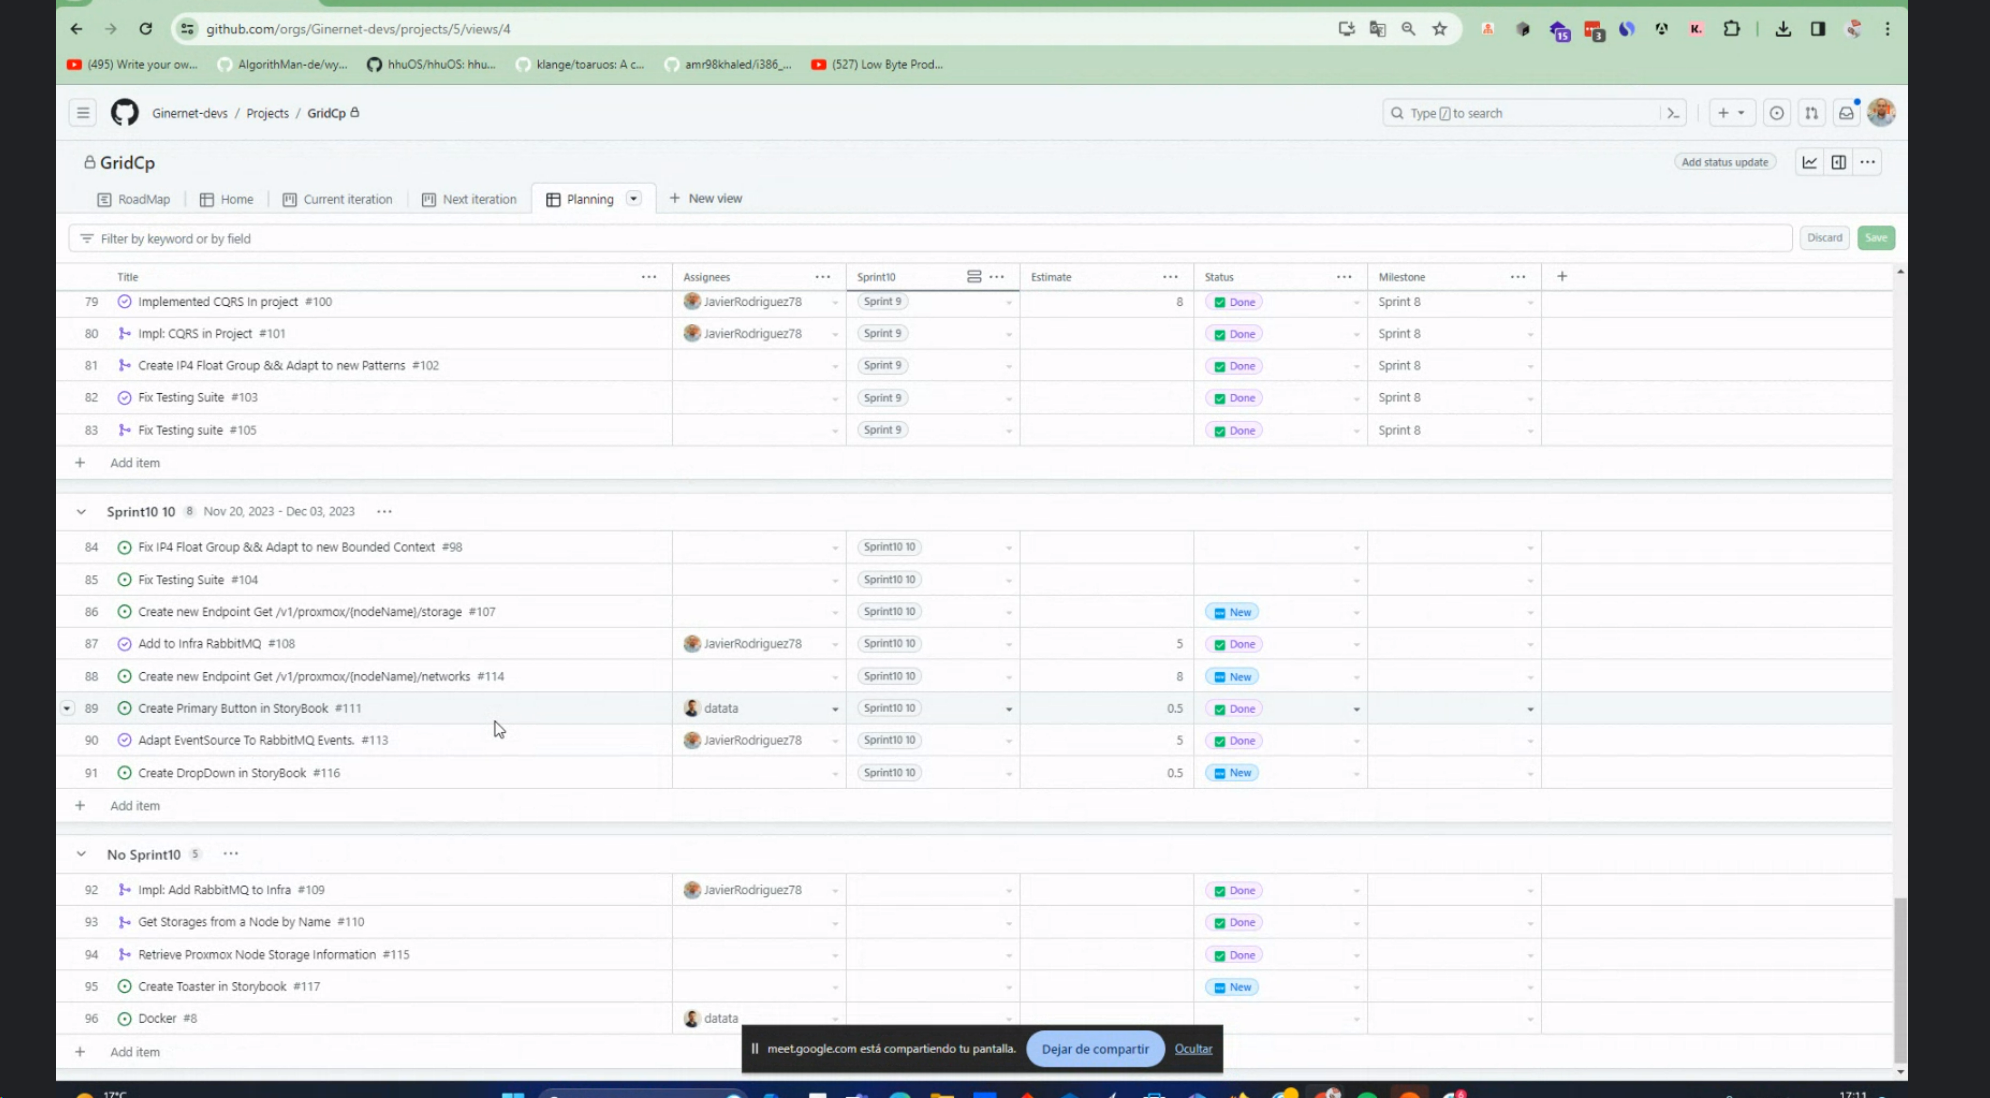 github.com/orgs/Ginernet-devs/projects/5/views/4
15
3
K.
(495) Write your ow...
AlgorithMan-de/wy...
hhuOS/hhuOS: hhu...
klange/toaruos: A c...
amr98khaled/i386_...
(527) Low Byte Prod...
Ginernet-devs / Projects / GridCp
Type / to search
GridCp
Add status update
RoadMap Home Current iteration Next iteration Planning + New view
Filter by keyword or by field
Discard Save
Title Assignees Sprint10 Estimate Status Milestone
79 Implemented CQRS In project #100 JavierRodriguez78 Sprint 9 8 Done Sprint 8
80 Impl: CQRS in Project #101 JavierRodriguez78 Sprint 9 Done Sprint 8
81 Create IP4 Float Group && Adapt to new Patterns #102 Sprint 9 Done Sprint 8
82 Fix Testing Suite #103 Sprint 9 Done Sprint 8
83 Fix Testing suite #105 Sprint 9 Done Sprint 8
+ Add item
Sprint10 10 8 Nov 20, 2023 - Dec 03, 2023
84 Fix IP4 Float Group && Adapt to new Bounded Context #98 Sprint10 10
85 Fix Testing Suite #104 Sprint10 10
86 Create new Endpoint Get /v1/proxmox/{nodeName}/storage #107 Sprint10 10 New
87 Add to Infra RabbitMQ #108 JavierRodriguez78 Sprint10 10 5 Done
88 Create new Endpoint Get /v1/proxmox/{nodeName}/networks #114 Sprint10 10 8 New
89 Create Primary Button in StoryBook #111 datata Sprint10 10 0.5 Done
90 Adapt EventSource To RabbitMQ Events. #113 JavierRodriguez78 Sprint10 10 5 Done
91 Create DropDown in StoryBook #116 Sprint10 10 0.5 New
+ Add item
No Sprint10 5
92 Impl: Add RabbitMQ to Infra #109 JavierRodriguez78 Done
93 Get Storages from a Node by Name #110 Done
94 Retrieve Proxmox Node Storage Information #115 Done
95 Create Toaster in Storybook #117 New
96 Docker #8 datata
+ Add item
meet.google.com está compartiendo tu pantalla. Dejar de compartir Ocultar
17°C
17:11